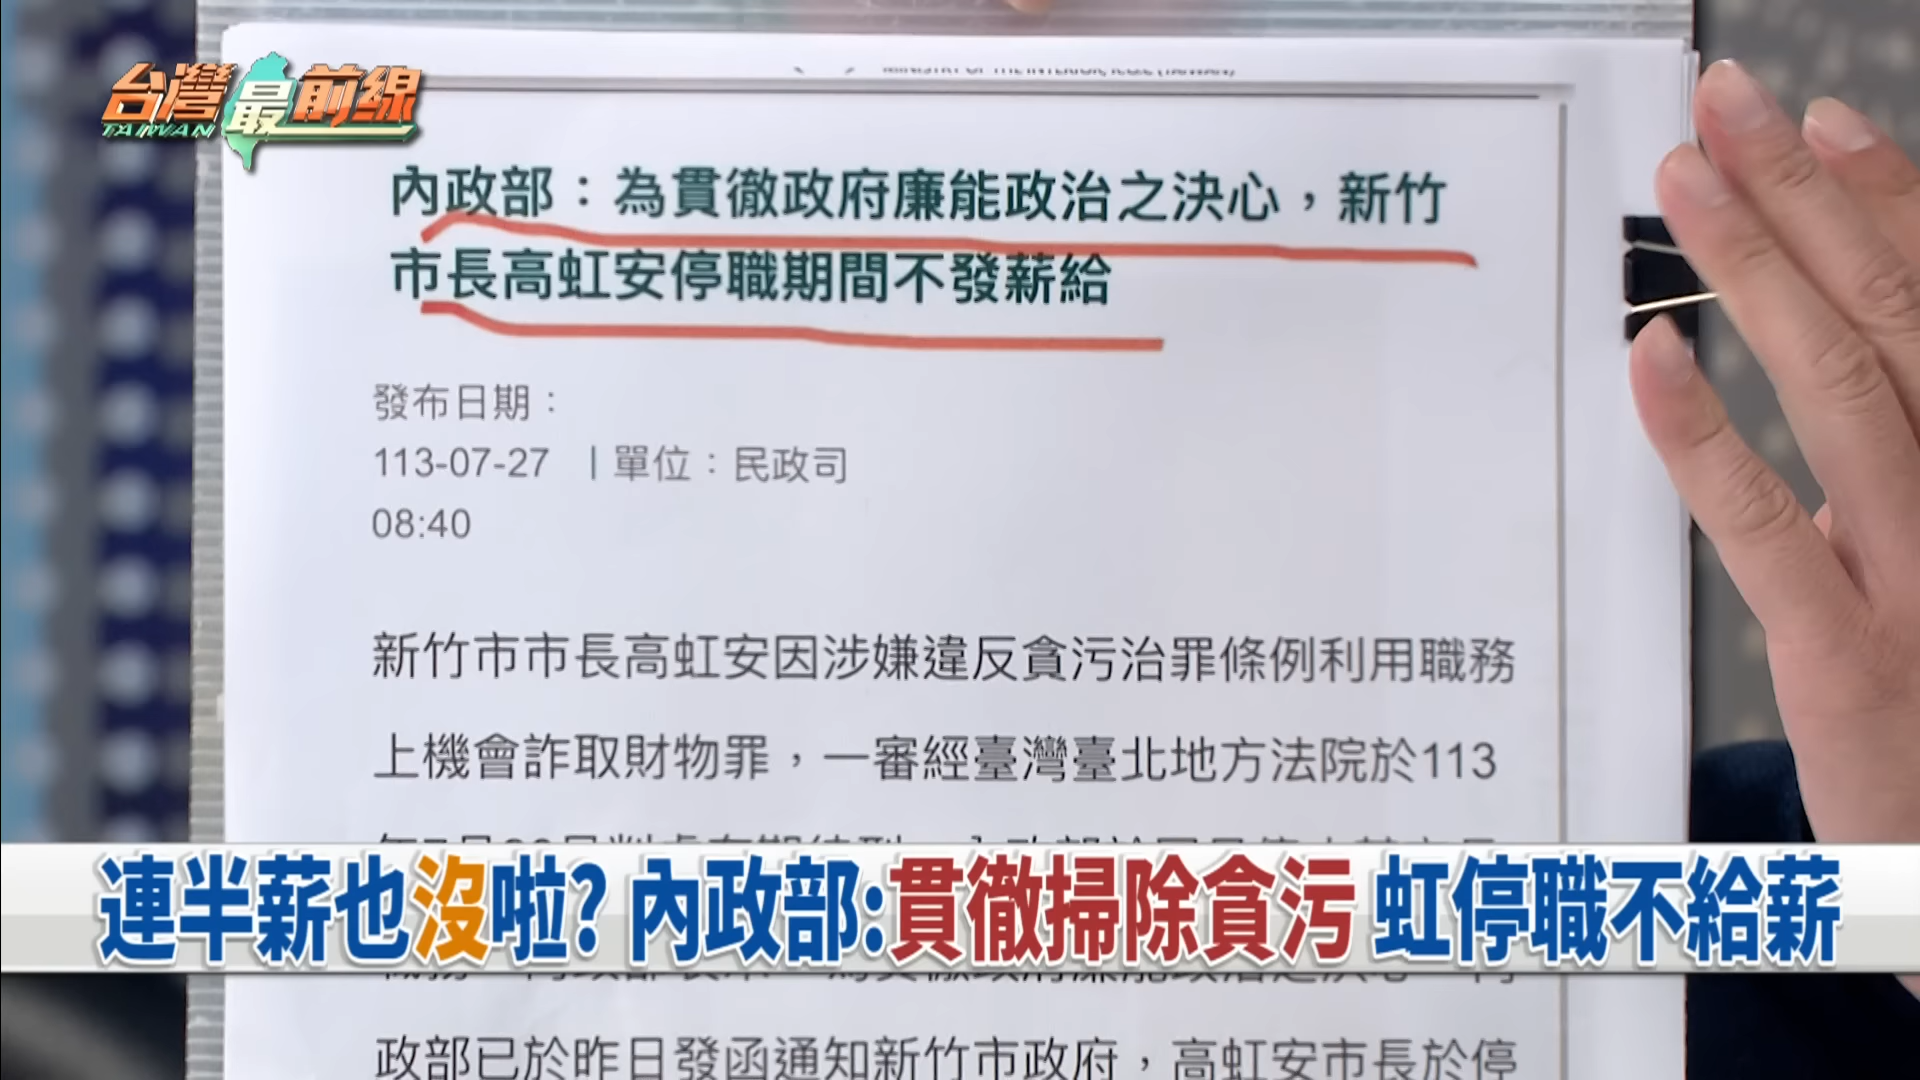 台灣最前線
TAIWAN
內政部：為貫徹政府廉能政治之決心，新竹
市長高虹安停職期間不發薪給
發布日期：
113-07-27 | 單位：民政司
08:40
新竹市市長高虹安因涉嫌違反貪污治罪條例利用職務
上機會詐取財物罪，一審經臺灣臺北地方法院於113
連半薪也沒啦? 內政部:貫徹掃除貪污 虹停職不給薪
政部已於昨日發函通知新竹市政府，高虹安市長於停